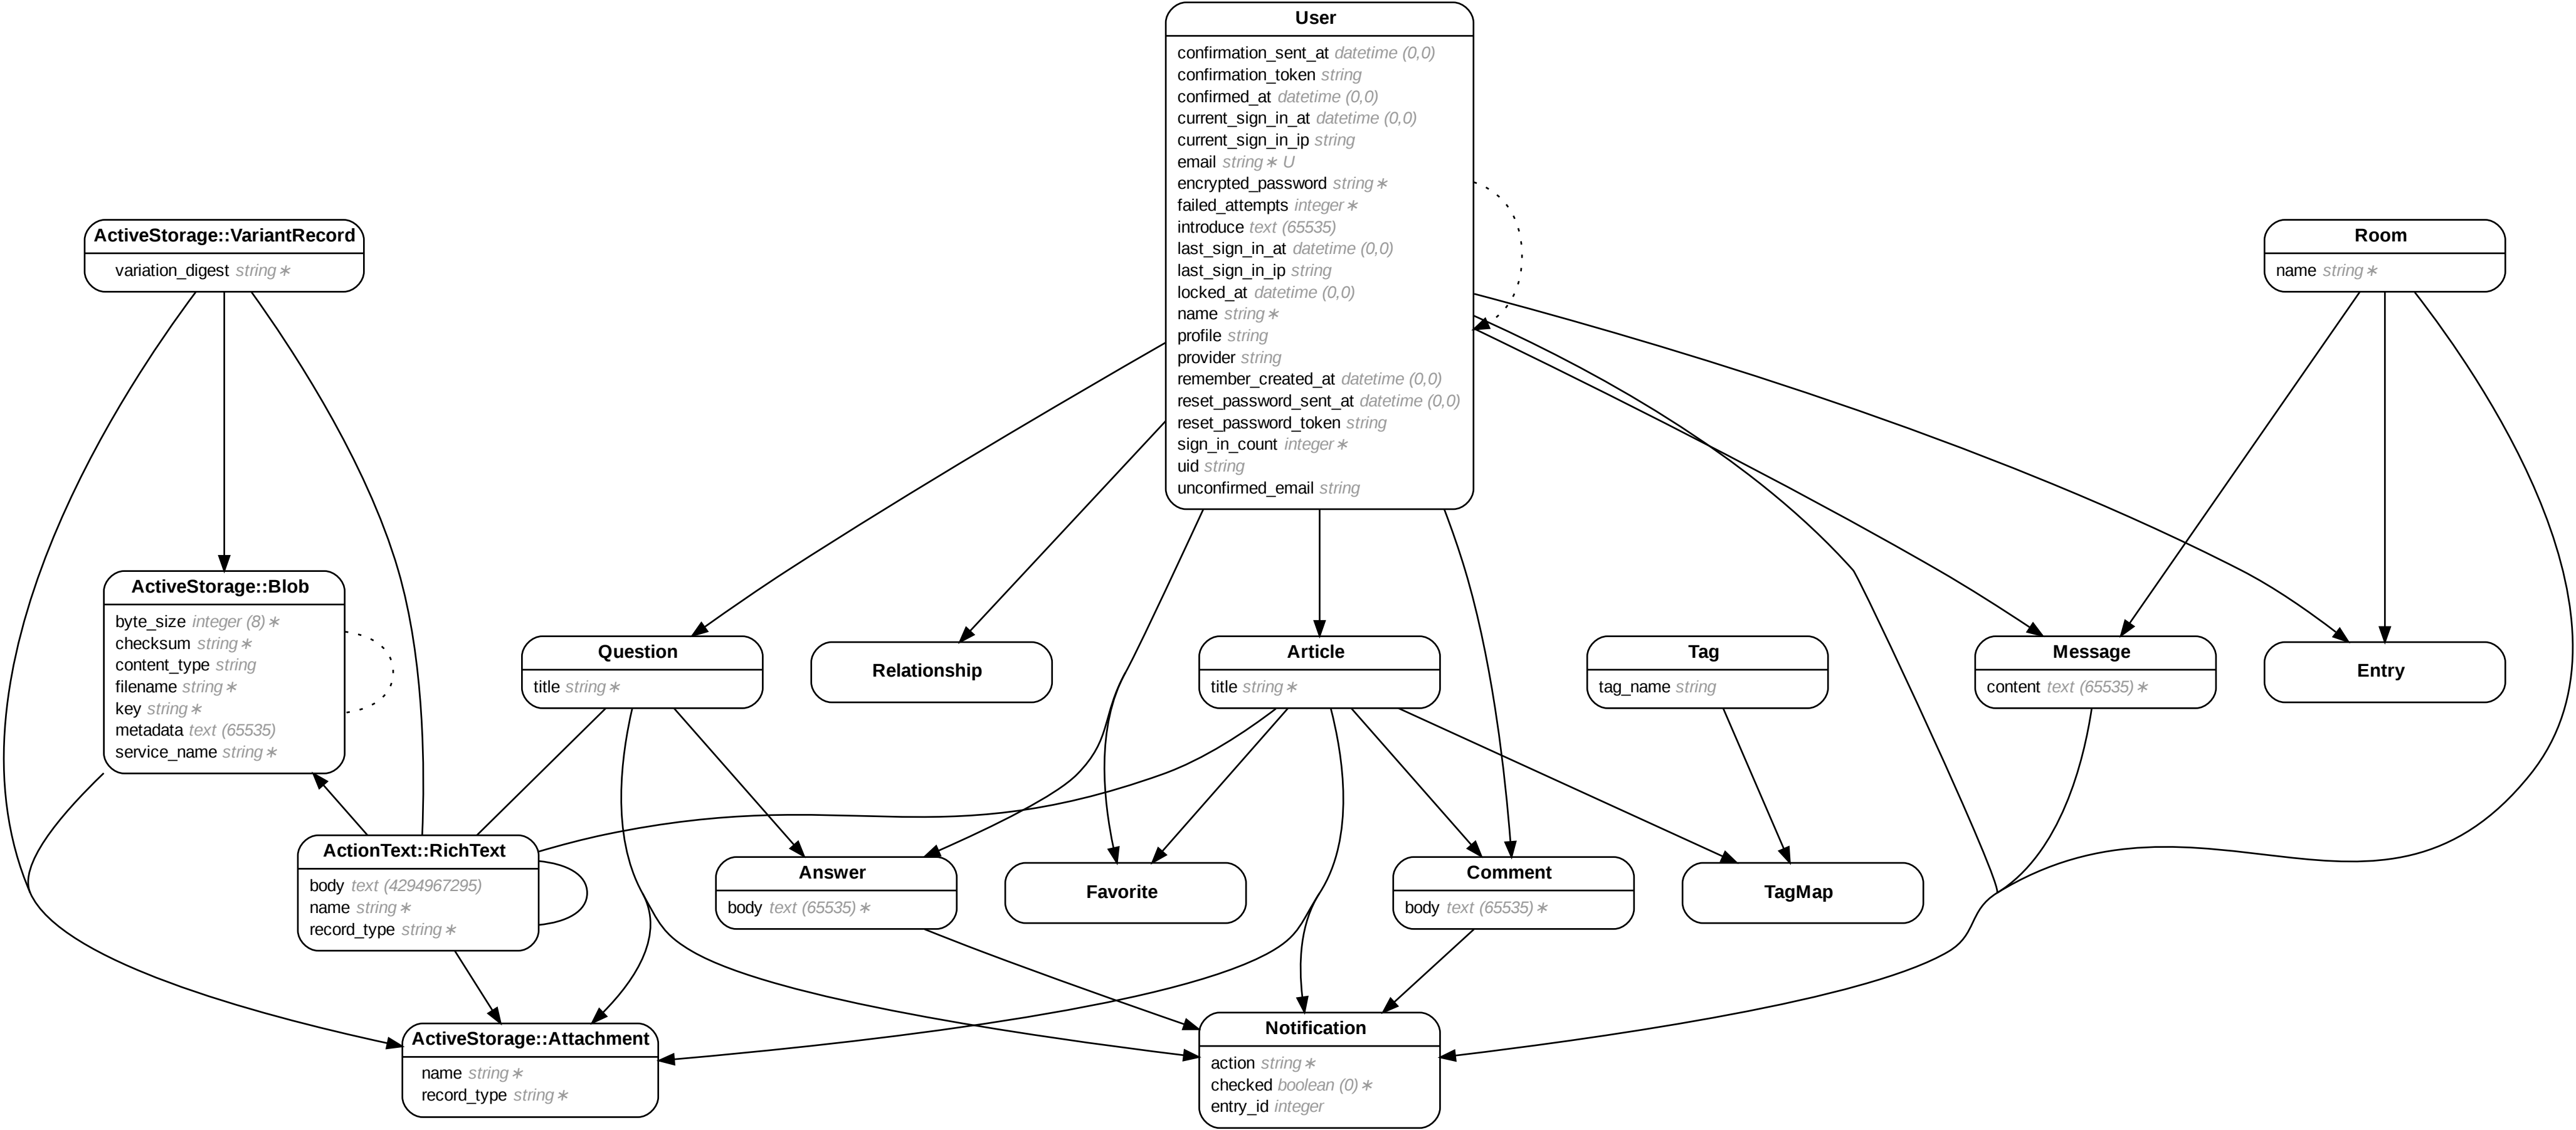 User
confirmation_sent_at datetime (0,0)
confirmation_token string
confirmed_at datetime (0,0)
current_sign_in_at datetime (0,0)
current_sign_in_ip string
email string∗ U
encrypted_password string∗
failed_attempts integer∗
introduce text (65535)
last_sign_in_at datetime (0,0)
last_sign_in_ip string
locked_at datetime (0,0)
name string∗
profile string
provider string
remember_created_at datetime (0,0)
reset_password_sent_at datetime (0,0)
reset_password_token string
sign_in_count integer∗
uid string
unconfirmed_email string
ActiveStorage::VariantRecord
variation_digest string∗
Room
name string∗
ActiveStorage::Blob
byte_size integer (8)∗
checksum string∗
content_type string
filename string∗
key string∗
metadata text (65535)
service_name string∗
Question
title string∗
Relationship
Article
title string∗
Tag
tag_name string
Message
content text (65535)∗
Entry
ActionText::RichText
body text (4294967295)
name string∗
record_type string∗
Answer
body text (65535)∗
Favorite
Comment
body text (65535)∗
TagMap
ActiveStorage::Attachment
name string∗
record_type string∗
Notification
action string∗
checked boolean (0)∗
entry_id integer